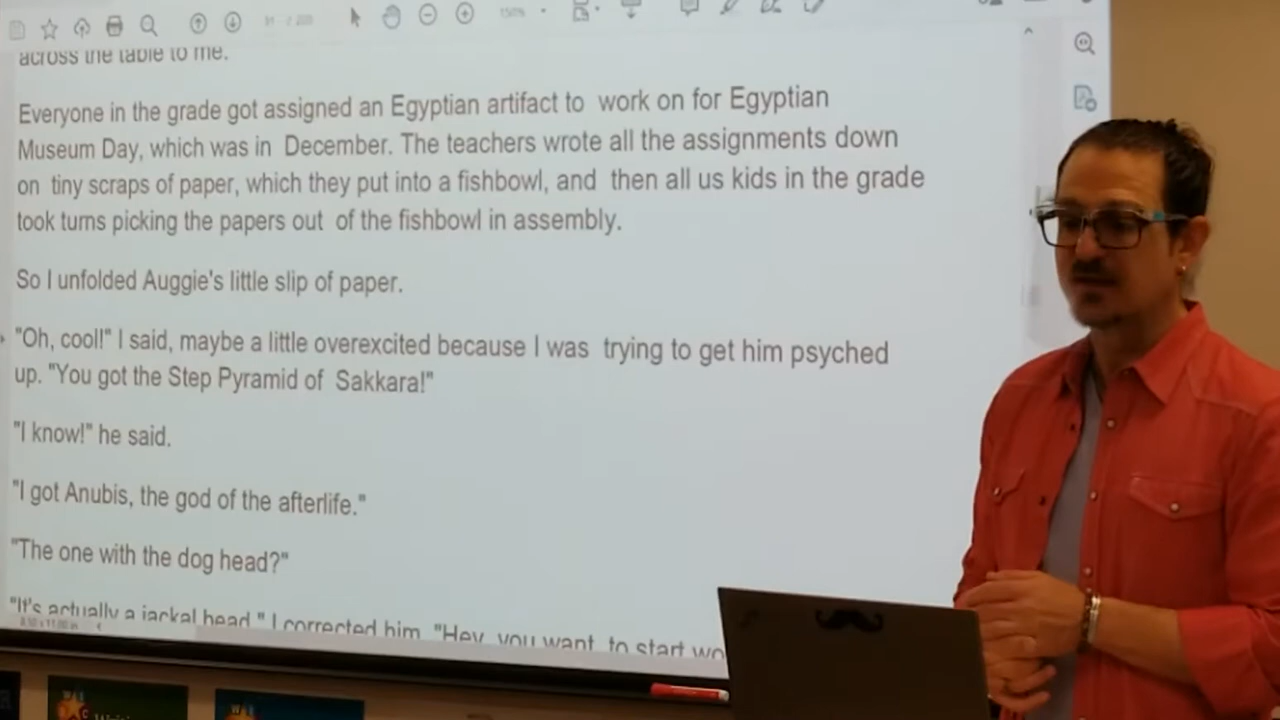 across the table to me.
Everyone in the grade got assigned an Egyptian artifact to work on for Egyptian
Museum Day, which was in December. The teachers wrote all the assignments down
on tiny scraps of paper, which they put into a fishbowl, and then all us kids in the grade
took turns picking the papers out of the fishbowl in assembly.
So I unfolded Auggie's little slip of paper.
"Oh, cool!" I said, maybe a little overexcited because I was trying to get him psyched
up. "You got the Step Pyramid of Sakkara!"
"I know!" he said.
"I got Anubis, the god of the afterlife."
"The one with the dog head?"
"It's actually a jackal head," I corrected him. "Hey, you want to start wo
8.50 x 11.00 in